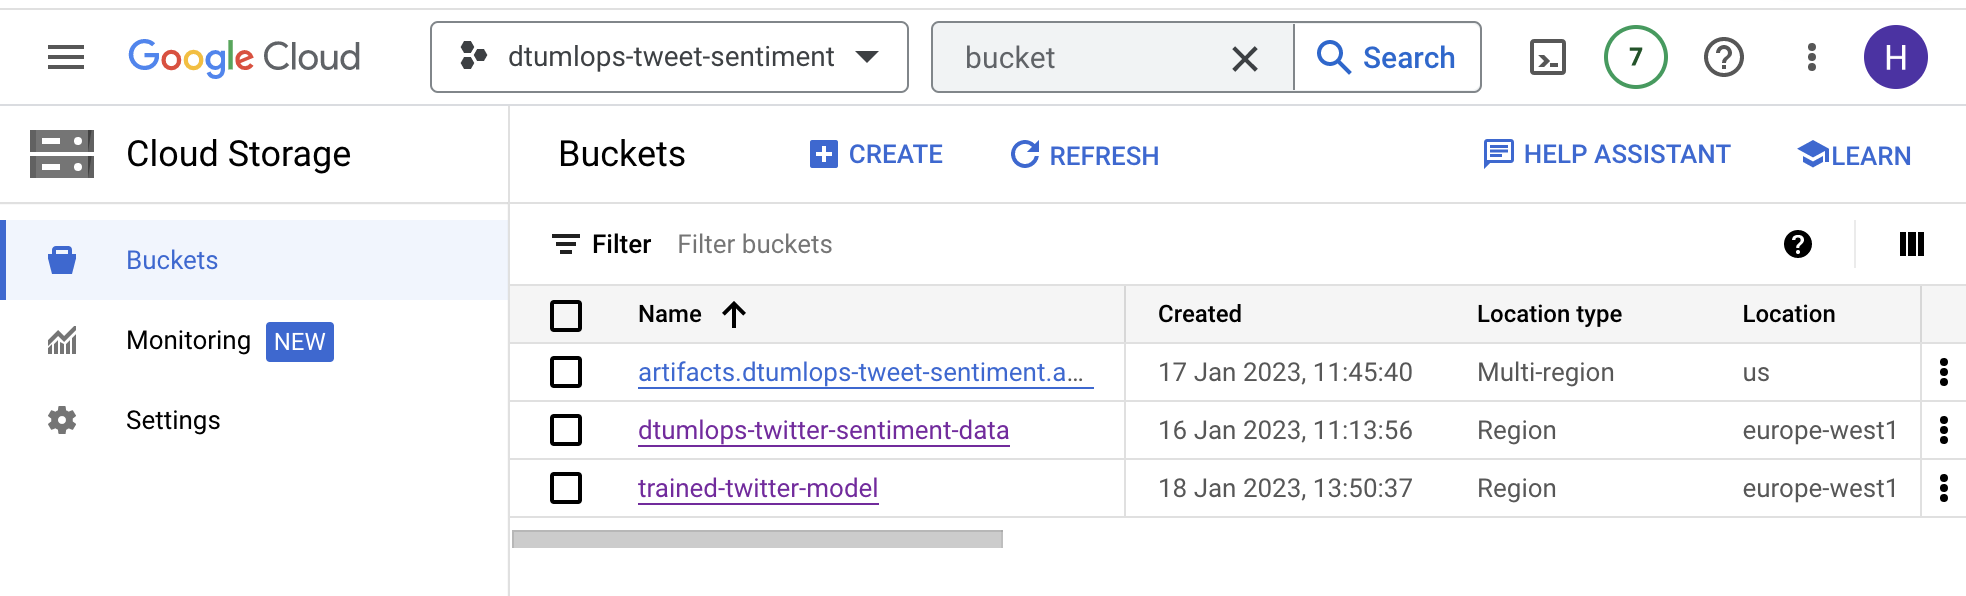 Google Cloud dtumlops-tweet-sentiment bucket Search 7 H
Cloud Storage
Buckets CREATE REFRESH HELP ASSISTANT LEARN
Buckets
Monitoring NEW
Settings
Filter Filter buckets
Name Created Location type Location
artifacts.dtumlops-tweet-sentiment.a... 17 Jan 2023, 11:45:40 Multi-region us
dtumlops-twitter-sentiment-data 16 Jan 2023, 11:13:56 Region europe-west1
trained-twitter-model 18 Jan 2023, 13:50:37 Region europe-west1